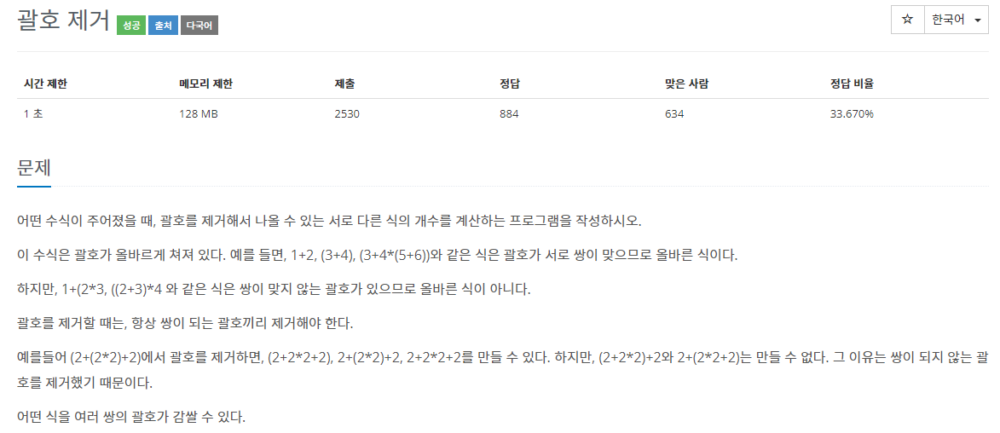 괄호 제거 성공 출처 다국어
☆ 한국어
시간 제한 메모리 제한 제출 정답 맞은 사람 정답 비율
1 초 128 MB 2530 884 634 33.670%
문제
어떤 수식이 주어졌을 때, 괄호를 제거해서 나올 수 있는 서로 다른 식의 개수를 계산하는 프로그램을 작성하시오.
이 수식은 괄호가 올바르게 쳐져 있다. 예를 들면, 1+2, (3+4), (3+4*(5+6))와 같은 식은 괄호가 서로 쌍이 맞으므로 올바른 식이다.
하지만, 1+(2*3, ((2+3)*4 와 같은 식은 쌍이 맞지 않는 괄호가 있으므로 올바른 식이 아니다.
괄호를 제거할 때는, 항상 쌍이 되는 괄호끼리 제거해야 한다.
예를들어 (2+(2*2)+2)에서 괄호를 제거하면, (2+2*2+2), 2+(2*2)+2, 2+2*2+2를 만들 수 있다. 하지만, (2+2*2)+2와 2+(2*2+2)는 만들 수 없다. 그 이유는 쌍이 되지 않는 괄
호를 제거했기 때문이다.
어떤 식을 여러 쌍의 괄호가 감쌀 수 있다.